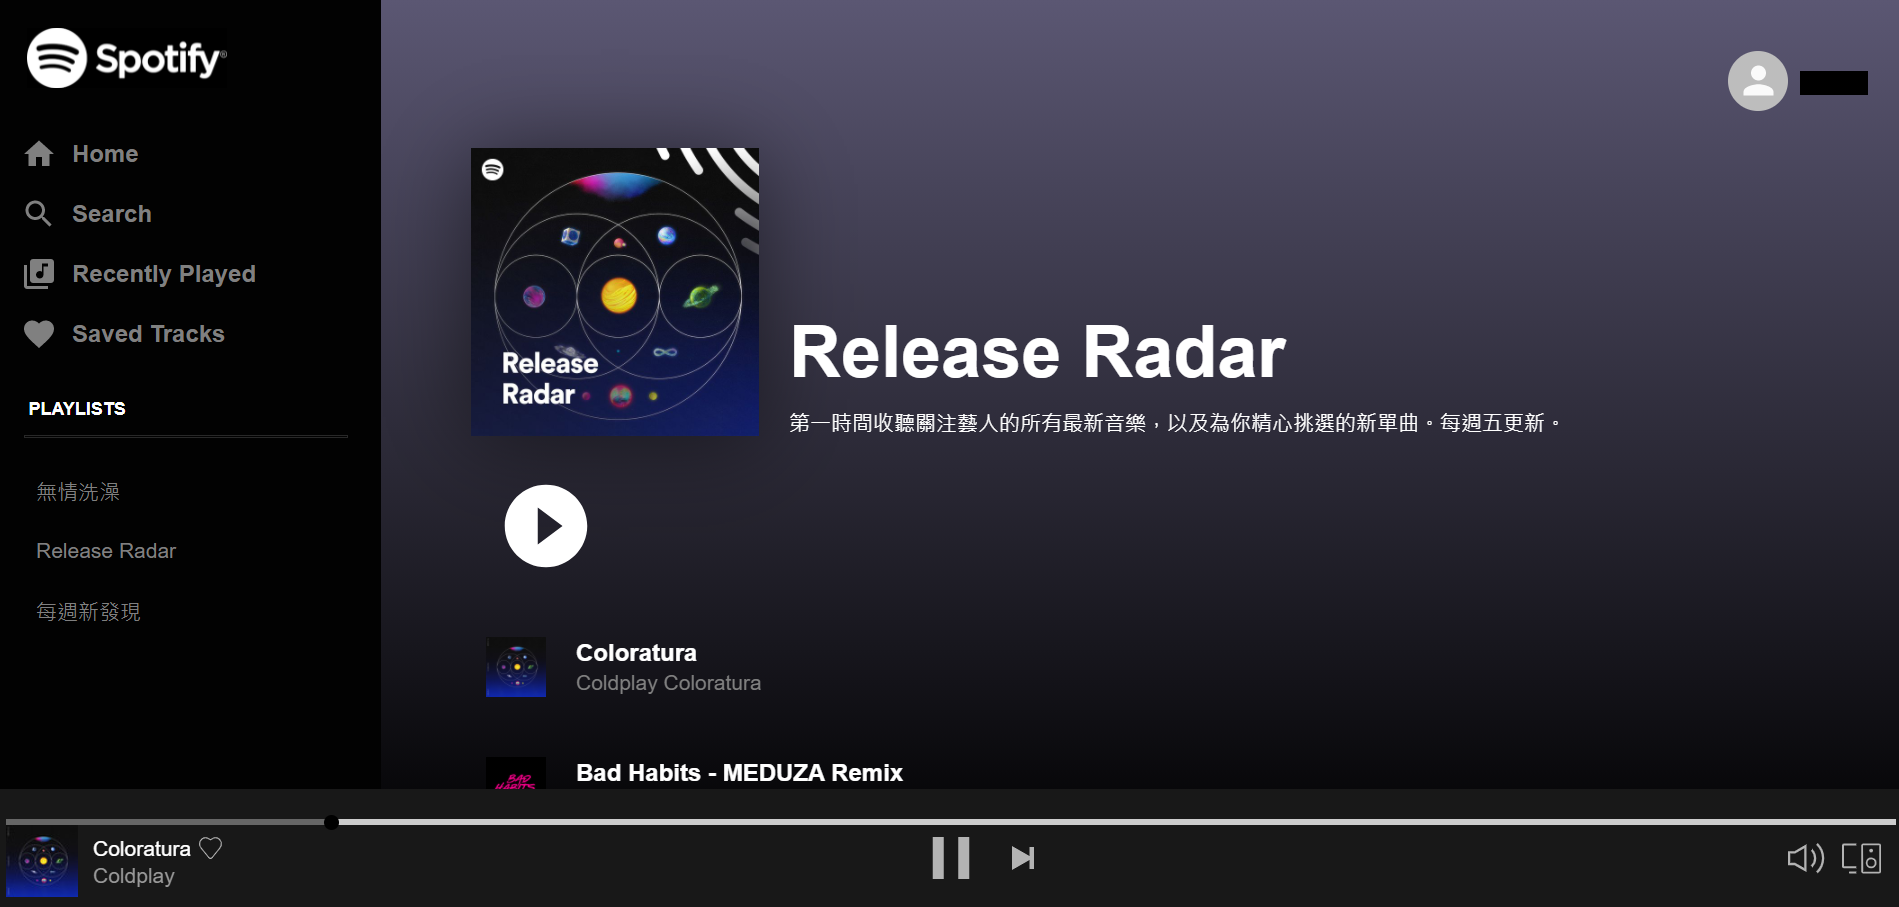 Spotify®
Home
Search
Recently Played
Saved Tracks
PLAYLISTS
無情洗澡
Release Radar
每週新發現
Release
Radar
Release Radar
第一時間收聽關注藝人的所有最新音樂，以及為你精心挑選的新單曲。每週五更新。
Coloratura
Coldplay Coloratura
BAD
HABITS
Bad Habits - MEDUZA Remix
Coloratura
Coldplay